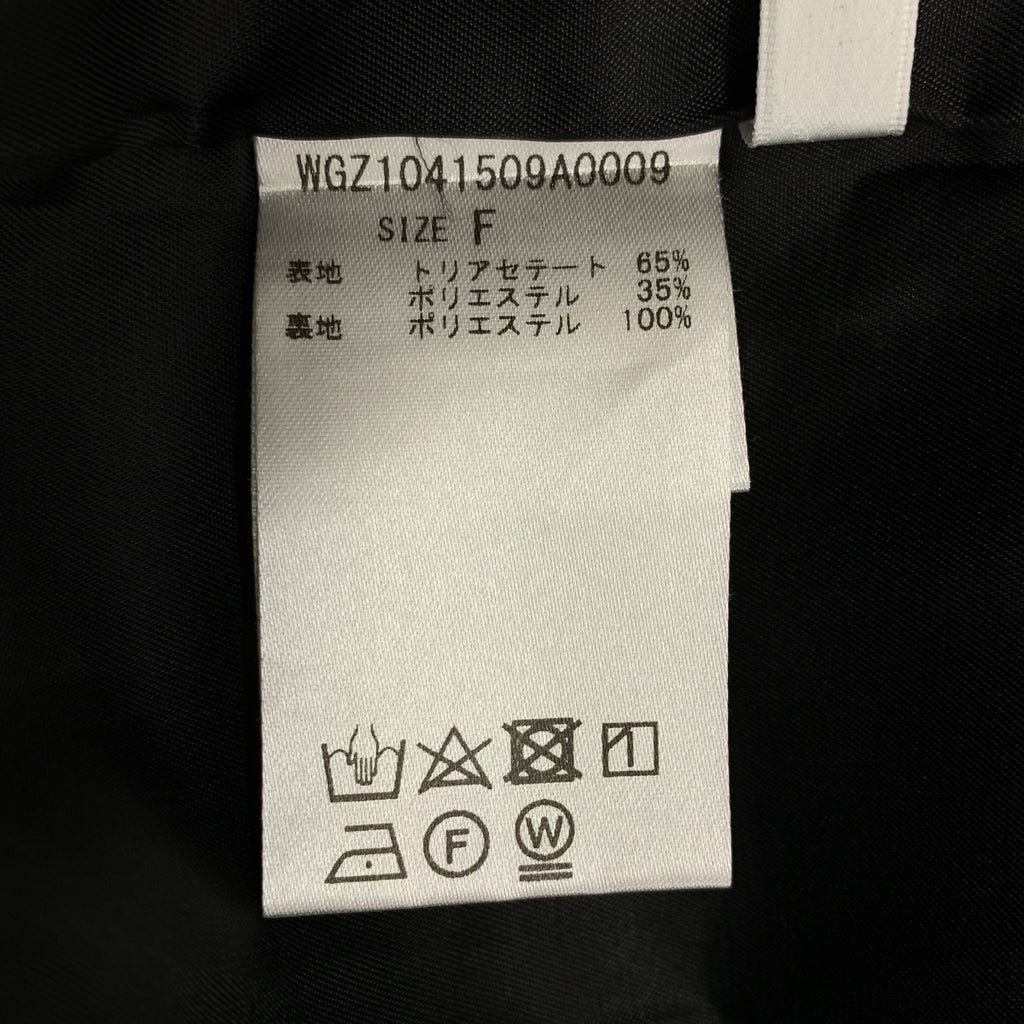 WGZ1041509A0009
SIZE F
表地 トリアセテート 65%
ポリエステル 35%
裏地 ポリエステル 100%
F W